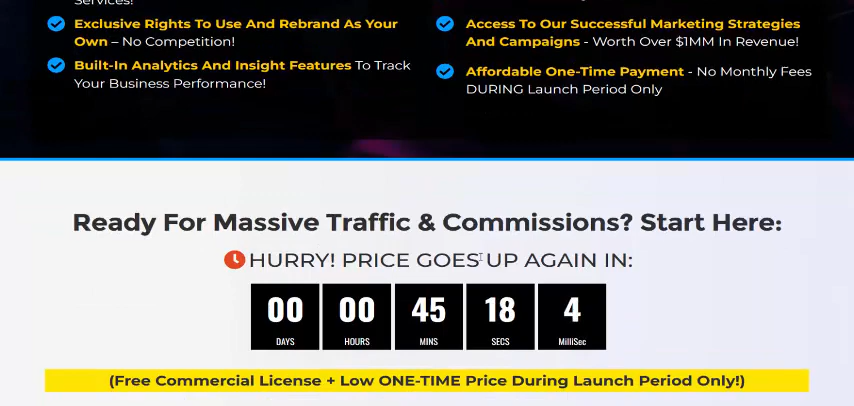 Services!
Exclusive Rights To Use And Rebrand As Your
Own – No Competition!
Built-In Analytics And Insight Features To Track
Your Business Performance!
Access To Our Successful Marketing Strategies
And Campaigns - Worth Over $1MM In Revenue!
Affordable One-Time Payment - No Monthly Fees
DURING Launch Period Only
Ready For Massive Traffic & Commissions? Start Here:
HURRY! PRICE GOES UP AGAIN IN:
00 00 45 18 4
DAYS HOURS MINS SECS MilliSec
(Free Commercial License + Low ONE-TIME Price During Launch Period Only!)